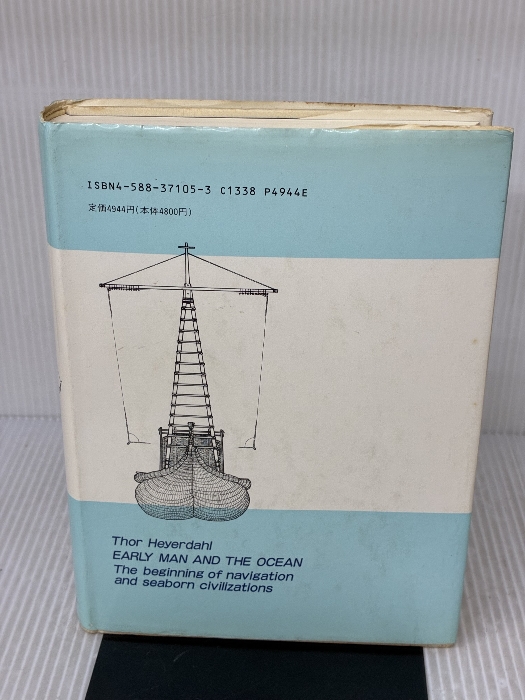 ISBN4-588-37105-3 C1338 P4944E
定価4944円(本体4800円)
Thor Heyerdahl
EARLY MAN AND THE OCEAN
The beginning of navigation
and seaborn civilizations